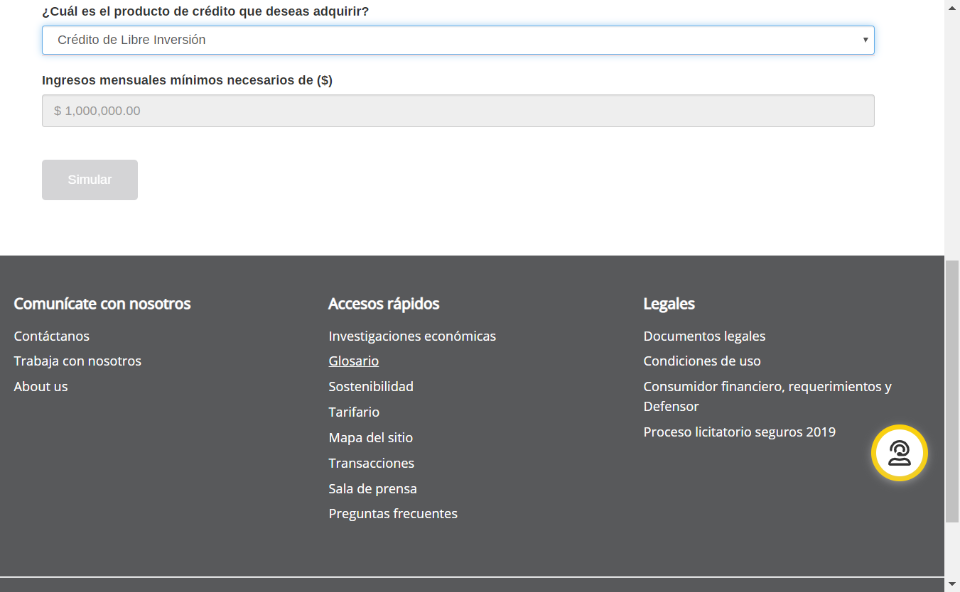 ¿Cuál es el producto de crédito que deseas adquirir?
Crédito de Libre Inversión
Ingresos mensuales mínimos necesarios de ($)
$ 1,000,000.00
Simular
Comunícate con nosotros
Contáctanos
Trabaja con nosotros
About us
Accesos rápidos
Investigaciones económicas
Glosario
Sostenibilidad
Tarifario
Mapa del sitio
Transacciones
Sala de prensa
Preguntas frecuentes
Legales
Documentos legales
Condiciones de uso
Consumidor financiero, requerimientos y
Defensor
Proceso licitatorio seguros 2019